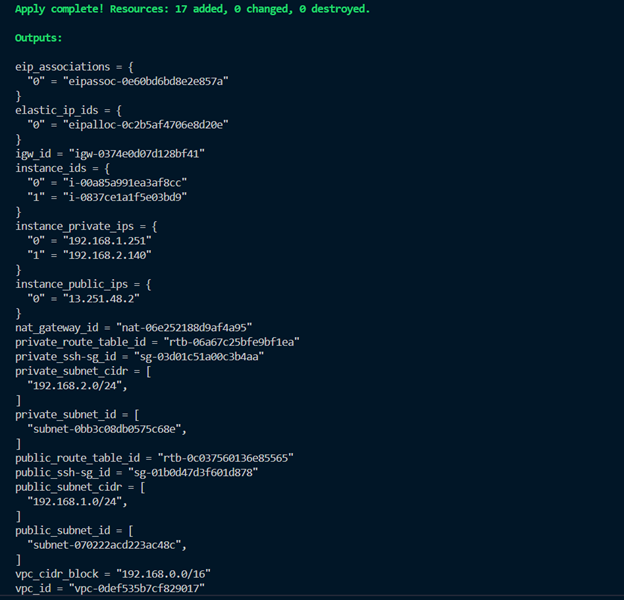 Apply complete! Resources: 17 added, 0 changed, 0 destroyed.
Outputs:
eip_associations = {
  "0" = "eipassoc-0e60bd6bd8e2e857a"
}
elastic_ip_ids = {
  "0" = "eipalloc-0c2b5af4706e8d20e"
}
igw_id = "igw-0374e0d07d128bf41"
instance_ids = {
  "0" = "i-00a85a991ea3af8cc"
  "1" = "i-0837ce1a1f5e03bd9"
}
instance_private_ips = {
  "0" = "192.168.1.251"
  "1" = "192.168.2.140"
}
instance_public_ips = {
  "0" = "13.251.48.2"
}
nat_gateway_id = "nat-06e252188d9af4a95"
private_route_table_id = "rtb-06a67c25bfe9bf1ea"
private_ssh-sg_id = "sg-03d01c51a00c3b4aa"
private_subnet_cidr = [
  "192.168.2.0/24",
]
private_subnet_id = [
  "subnet-0bb3c08db0575c68e",
]
public_route_table_id = "rtb-0c037560136e85565"
public_ssh-sg_id = "sg-01b0d47d3f601d878"
public_subnet_cidr = [
  "192.168.1.0/24",
]
public_subnet_id = [
  "subnet-070222acd223ac48c",
]
vpc_cidr_block = "192.168.0.0/16"
vpc_id = "vpc-0def535b7cf829017"